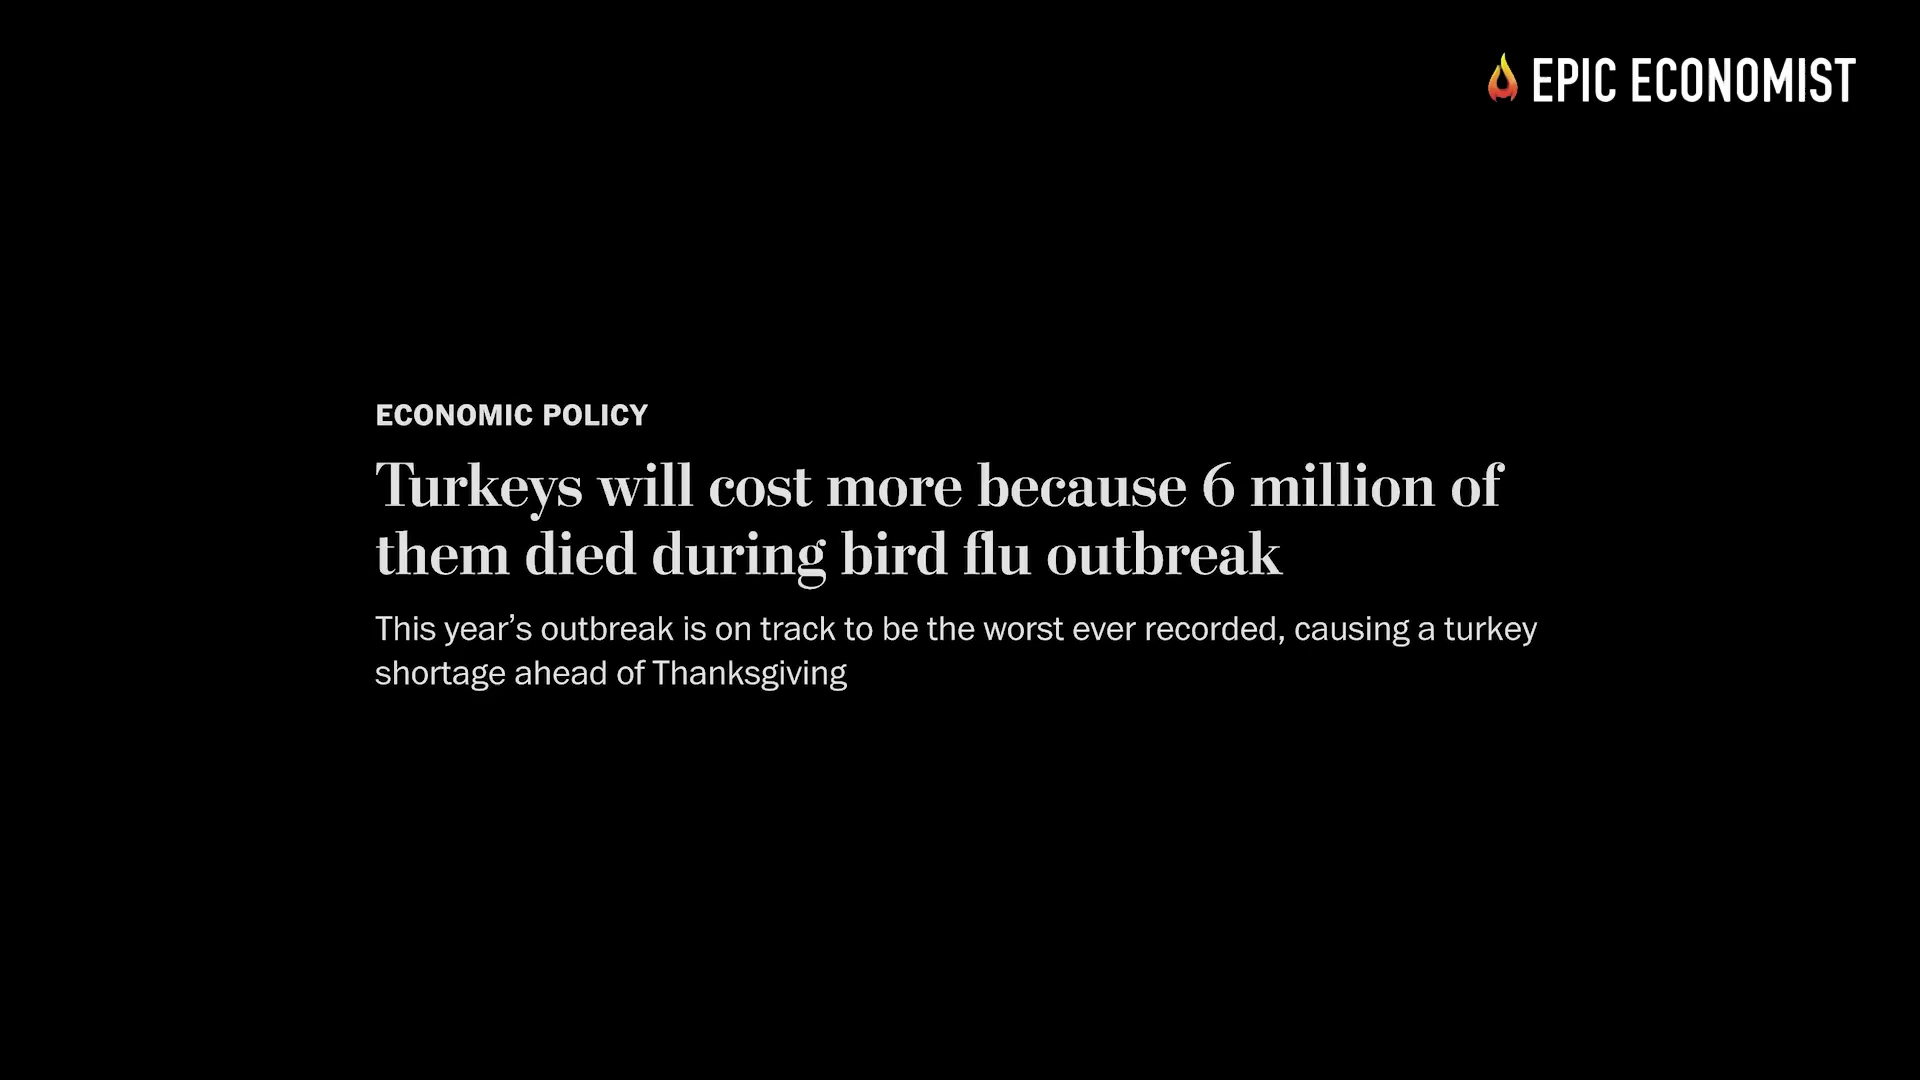 EPIC ECONOMIST
ECONOMIC POLICY
Turkeys will cost more because 6 million of
them died during bird flu outbreak
This year’s outbreak is on track to be the worst ever recorded, causing a turkey
shortage ahead of Thanksgiving